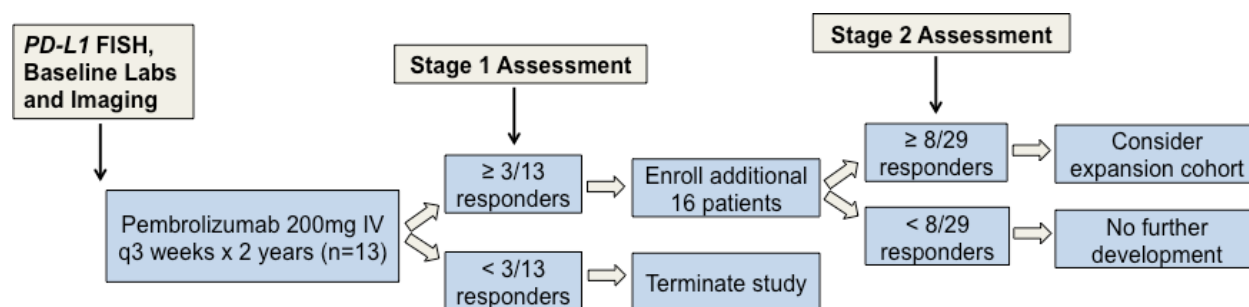 PD-L1 FISH,
Baseline Labs
and Imaging
Stage 1 Assessment
Stage 2 Assessment
Pembrolizumab 200mg IV
q3 weeks x 2 years (n=13)
≥ 3/13
responders
< 3/13
responders
Enroll additional
16 patients
Terminate study
≥ 8/29
responders
< 8/29
responders
Consider
expansion cohort
No further
development